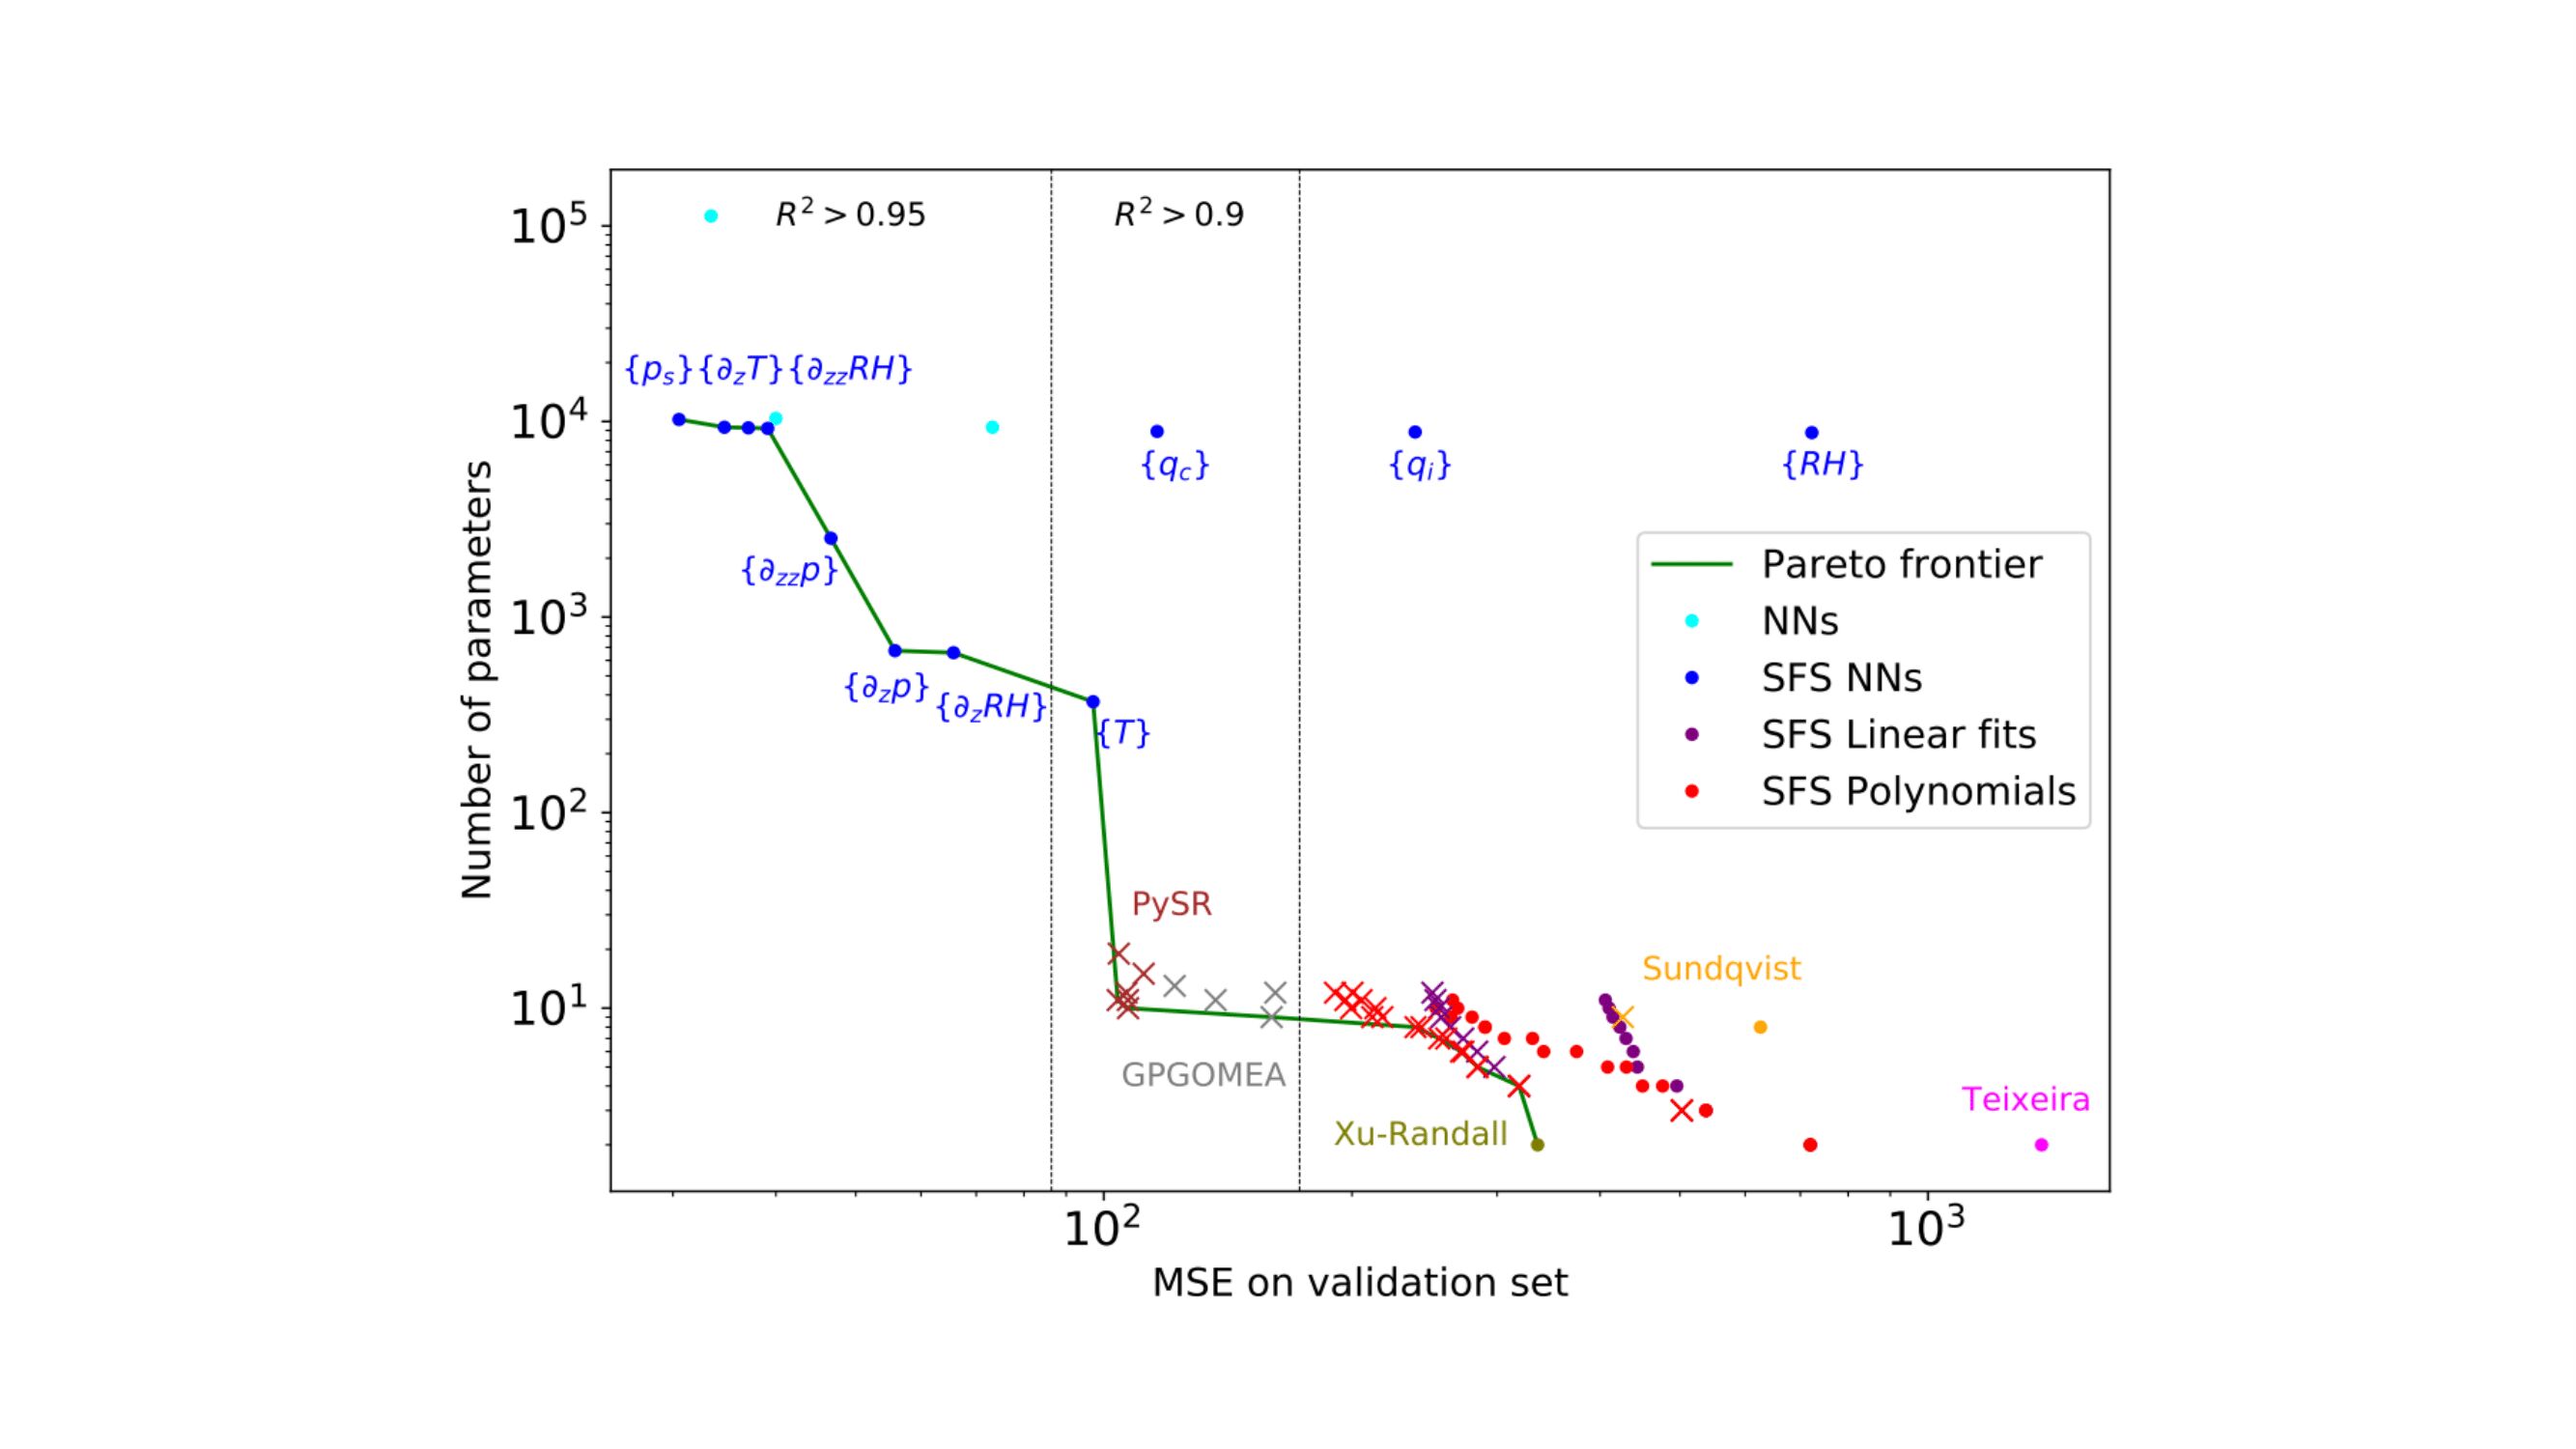 R² > 0.95
R² > 0.9
10⁵
{pₛ}{∂_zT}{∂_zzRH}
10⁴
{q_c}
{q_i}
{RH}
{∂_zzp}
Pareto frontier
NNs
SFS NNs
SFS Linear fits
SFS Polynomials
10³
{∂_zp}
{∂_zRH}
{T}
10²
Number of parameters
PySR
Sundqvist
10¹
GPGOMEA
Teixeira
Xu-Randall
10²
10³
MSE on validation set